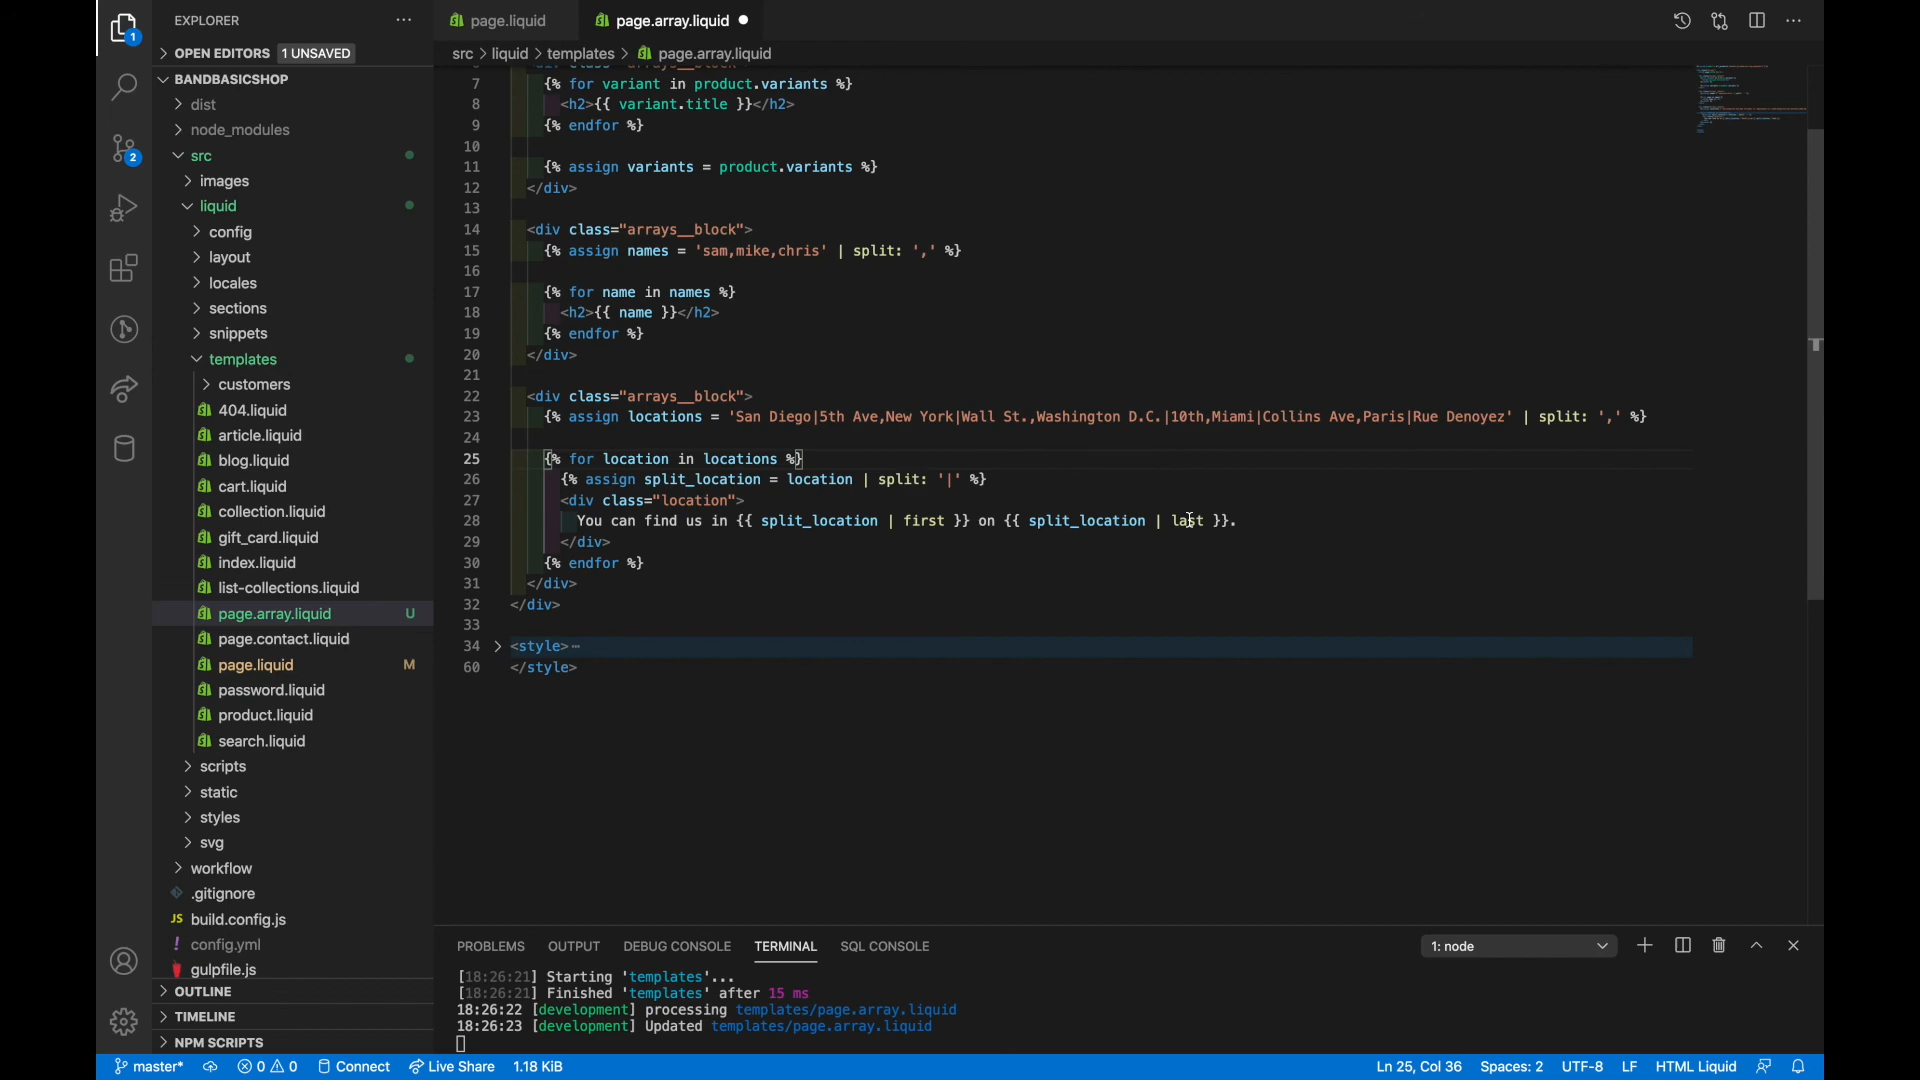 EXPLORER
OPEN EDITORS 1 UNSAVED
BANDBASICSHOP
dist
node_modules
src
images
liquid
config
layout
locales
sections
snippets
templates
customers
404.liquid
article.liquid
blog.liquid
cart.liquid
collection.liquid
gift_card.liquid
index.liquid
list-collections.liquid
page.array.liquid U
page.contact.liquid
page.liquid M
password.liquid
product.liquid
search.liquid
scripts
static
styles
svg
workflow
.gitignore
JS build.config.js
! config.yml
gulpfile.js
OUTLINE
TIMELINE
NPM SCRIPTS
1
2
page.liquid page.array.liquid
src > liquid > templates > page.array.liquid
7 {% for variant in product.variants %}
8 <h2>{{ variant.title }}</h2>
9 {% endfor %}
10
11 {% assign variants = product.variants %}
12 </div>
13
14 <div class="arrays__block">
15 {% assign names = 'sam,mike,chris' | split: ',' %}
16
17 {% for name in names %}
18 <h2>{{ name }}</h2>
19 {% endfor %}
20 </div>
21
22 <div class="arrays__block">
23 {% assign locations = 'San Diego|5th Ave,New York|Wall St.,Washington D.C.|10th,Miami|Collins Ave,Paris|Rue Denoyez' | split: ',' %}
24
25 {% for location in locations %}
26 {% assign split_location = location | split: '|' %}
27 <div class="location">
28 You can find us in {{ split_location | first }} on {{ split_location | last }}.
29 </div>
30 {% endfor %}
31 </div>
32 </div>
33
34 <style>
60 </style>
PROBLEMS OUTPUT DEBUG CONSOLE TERMINAL SQL CONSOLE 1: node
[18:26:21] Starting 'templates'...
[18:26:21] Finished 'templates' after 15 ms
18:26:22 [development] processing templates/page.array.liquid
18:26:23 [development] Updated templates/page.array.liquid
master* 0 0 Connect Live Share 1.18 KiB Ln 25, Col 36 Spaces: 2 UTF-8 LF HTML Liquid